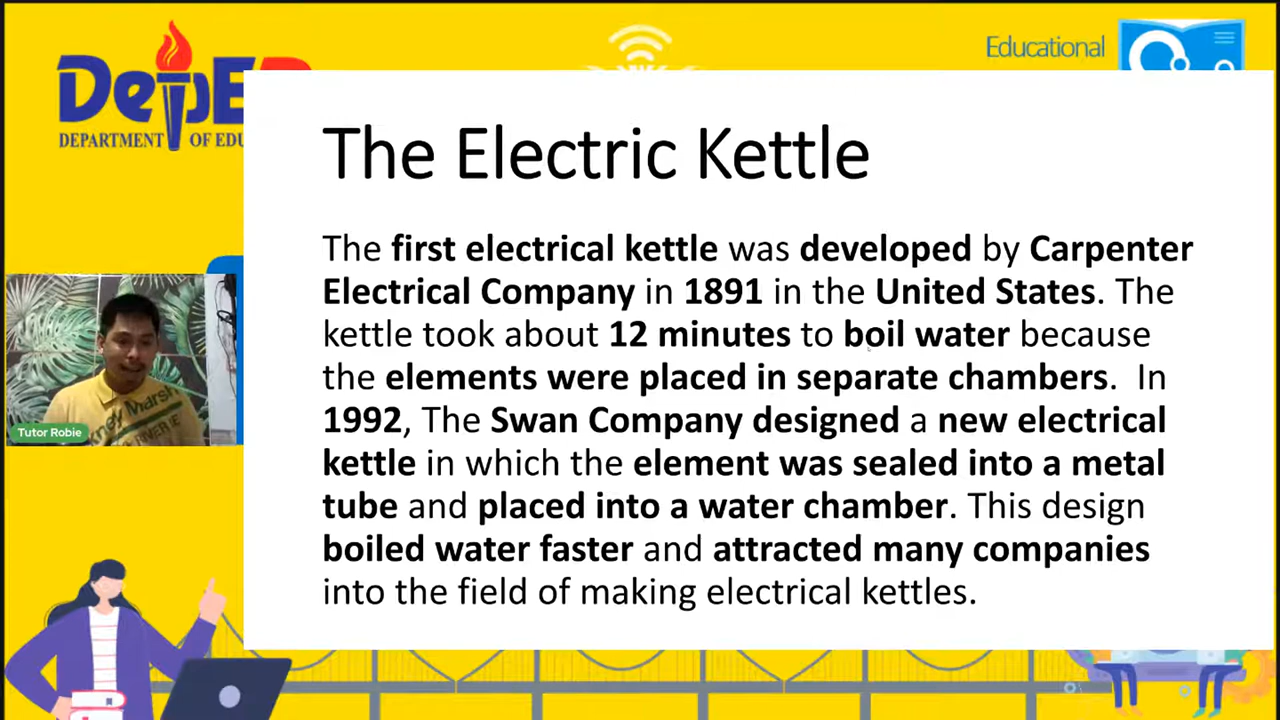 DepED
DEPARTMENT OF EDU
Educational
The Electric Kettle
The first electrical kettle was developed by Carpenter
Electrical Company in 1891 in the United States. The
kettle took about 12 minutes to boil water because
the elements were placed in separate chambers. In
1992, The Swan Company designed a new electrical
kettle in which the element was sealed into a metal
tube and placed into a water chamber. This design
boiled water faster and attracted many companies
into the field of making electrical kettles.
Tutor Robie